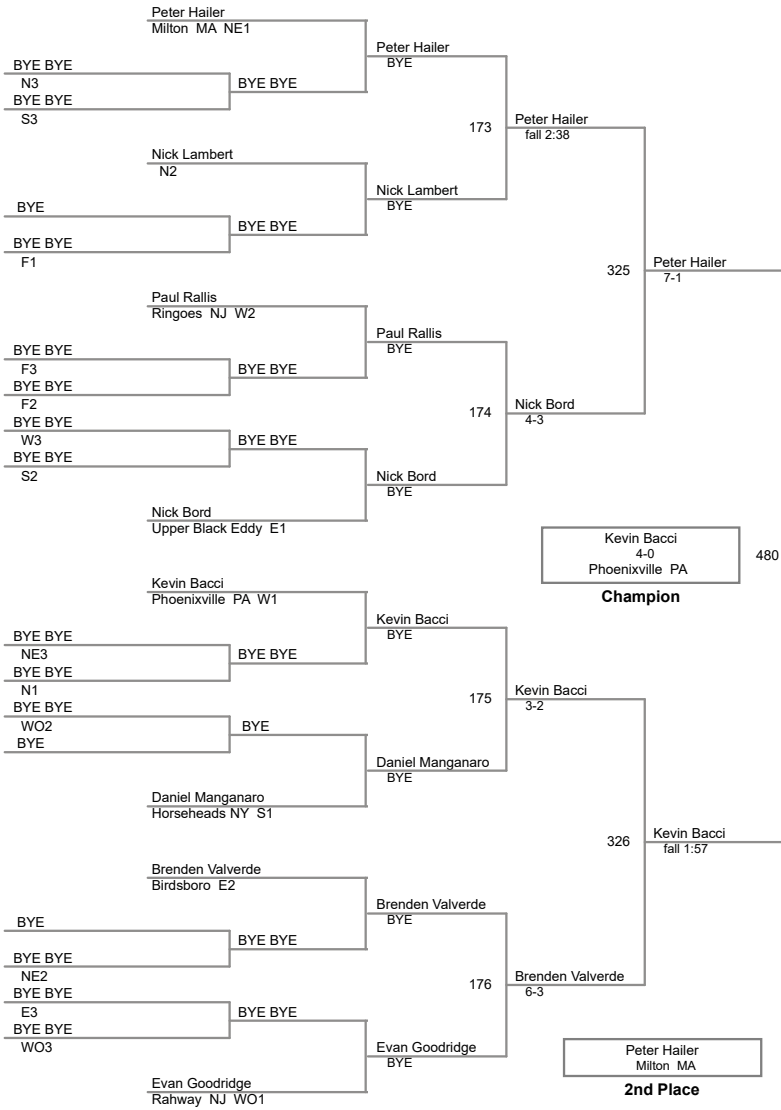 Peter Hailer
Milton MA NE1
Peter Hailer
BYE
BYE BYE
N3
BYE BYE
BYE BYE
S3
173
Peter Hailer
fall 2:38
Nick Lambert
N2
Nick Lambert
BYE
BYE
BYE BYE
BYE BYE
F1
325
Peter Hailer
7-1
Paul Rallis
Ringoes NJ W2
Paul Rallis
BYE
BYE BYE
F3
BYE BYE
BYE BYE
F2
174
Nick Bord
4-3
BYE BYE
W3
BYE BYE
BYE BYE
S2
Nick Bord
BYE
Nick Bord
Upper Black Eddy E1
Kevin Bacci
4-0
Phoenixville PA
480
Champion
Kevin Bacci
Phoenixville PA W1
Kevin Bacci
BYE
BYE BYE
NE3
BYE BYE
BYE BYE
N1
175
Kevin Bacci
3-2
BYE BYE
WO2
BYE
BYE
Daniel Manganaro
BYE
Daniel Manganaro
Horseheads NY S1
326
Kevin Bacci
fall 1:57
Brenden Valverde
Birdsboro E2
Brenden Valverde
BYE
BYE
BYE BYE
BYE BYE
NE2
176
Brenden Valverde
6-3
BYE BYE
E3
BYE BYE
BYE BYE
WO3
Evan Goodridge
BYE
Evan Goodridge
Rahway NJ WO1
Peter Hailer
Milton MA
2nd Place